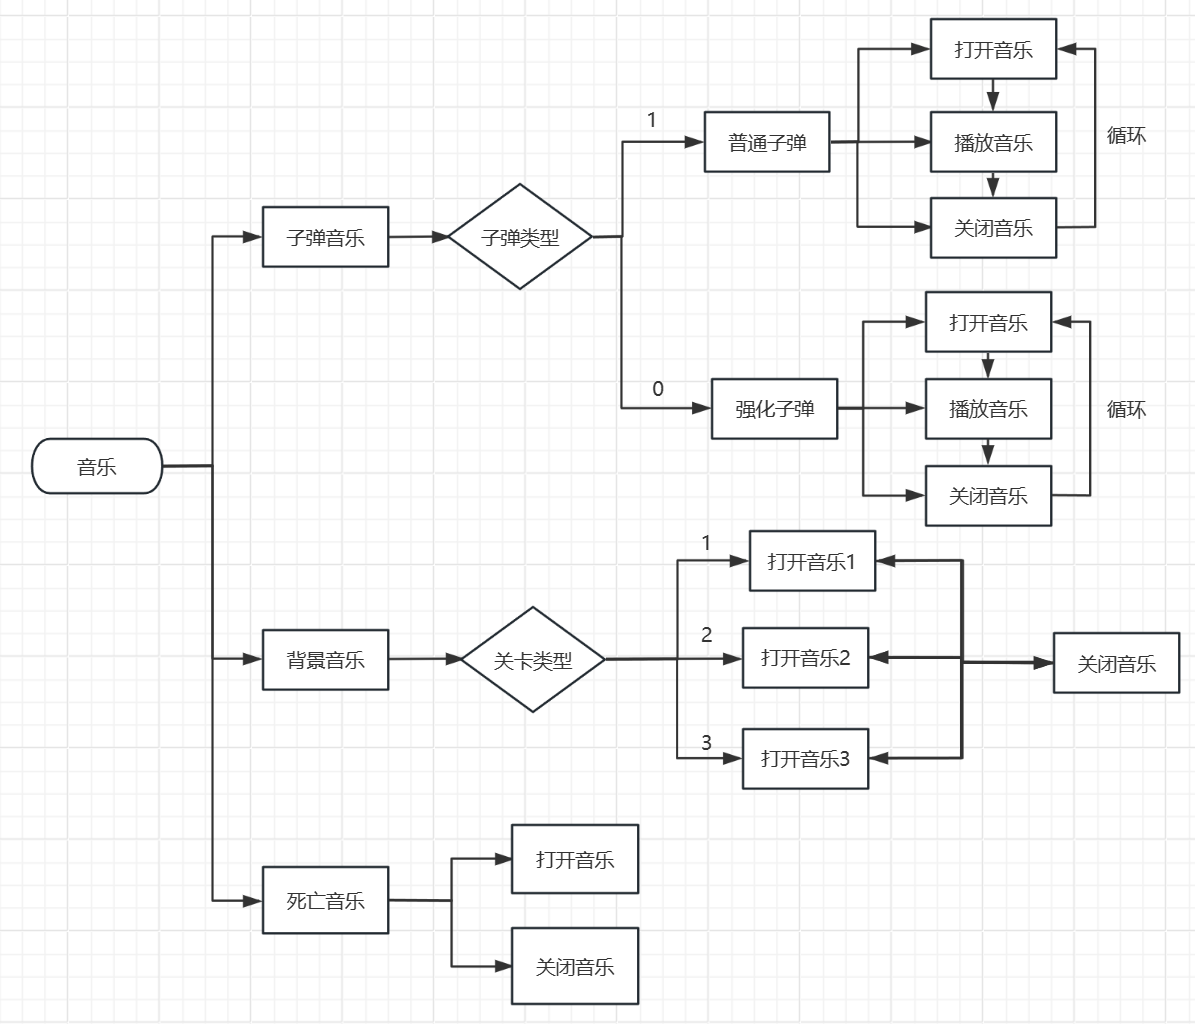 打开音乐
1
普通子弹
播放音乐
循环
子弹音乐
子弹类型
关闭音乐
打开音乐
0
强化子弹
播放音乐
循环
音乐
关闭音乐
1
打开音乐1
2
背景音乐
关卡类型
打开音乐2
关闭音乐
3
打开音乐3
打开音乐
死亡音乐
关闭音乐